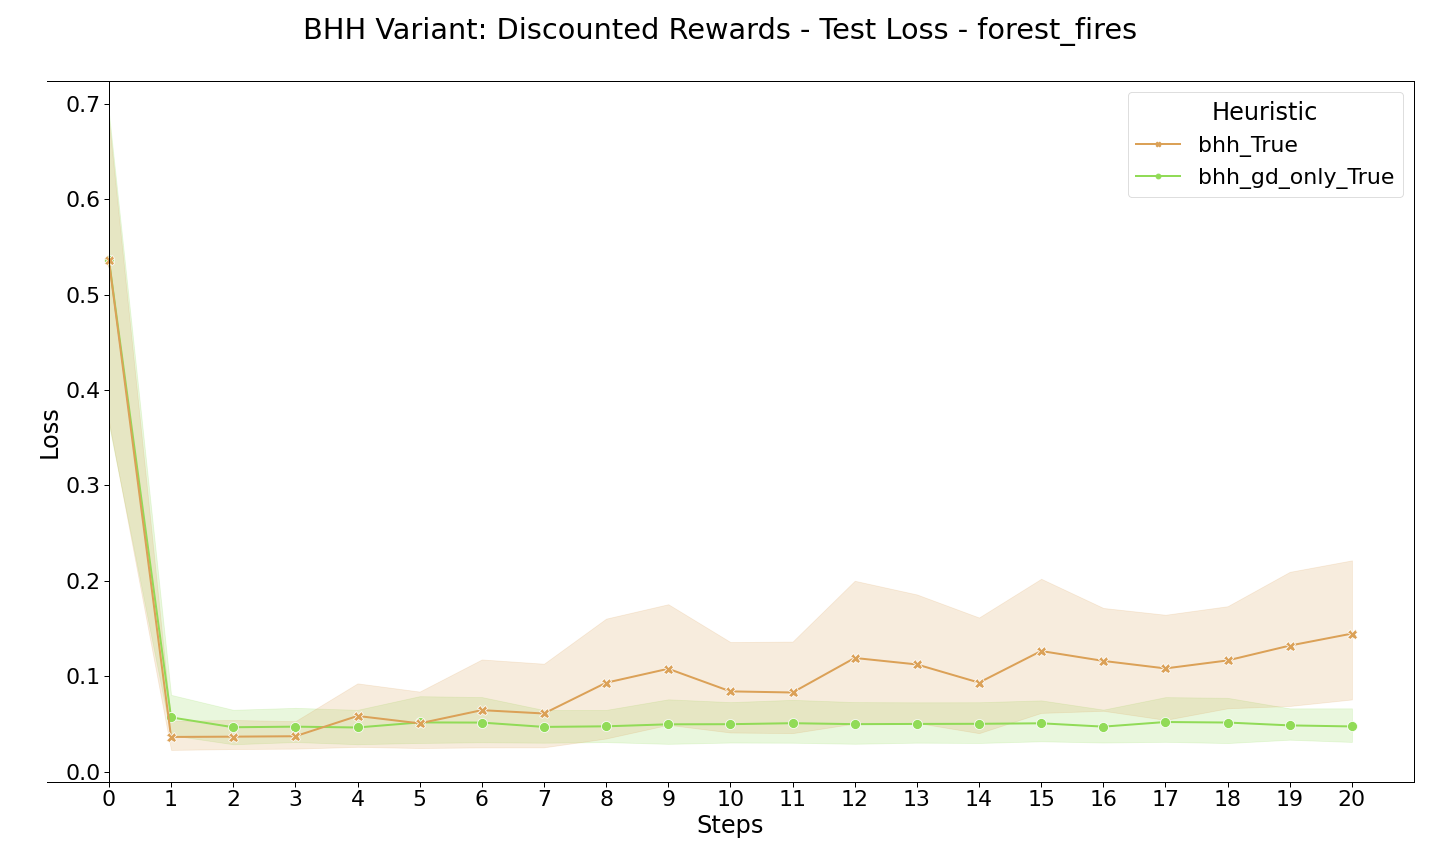 BHH Variant: Discounted Rewards - Test Loss - forest_fires
Heuristic
bhh_True
bhh_gd_only_True
Loss
0.7
0.6
0.5
0.4
0.3
0.2
0.1
0.0
0 1 2 3 4 5 6 7 8 9 10 11 12 13 14 15 16 17 18 19 20
Steps